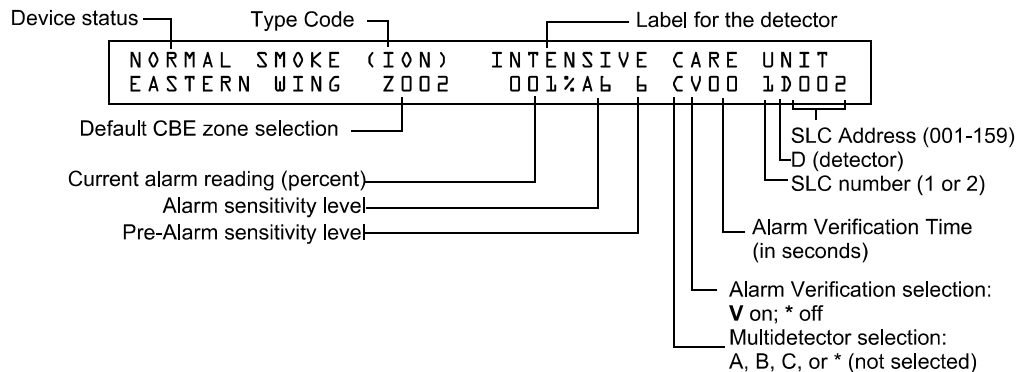 Device status
Type Code
Label for the detector
NORMAL SMOKE (ION) INTENSIVE CARE UNIT
EASTERN WING Z002 001%A6 6 CV00 1D002
Default CBE zone selection
SLC Address (001-159)
D (detector)
Current alarm reading (percent)
SLC number (1 or 2)
Alarm sensitivity level
Pre-Alarm sensitivity level
Alarm Verification Time
(in seconds)
Alarm Verification selection:
V on; * off
Multidetector selection:
A, B, C, or * (not selected)